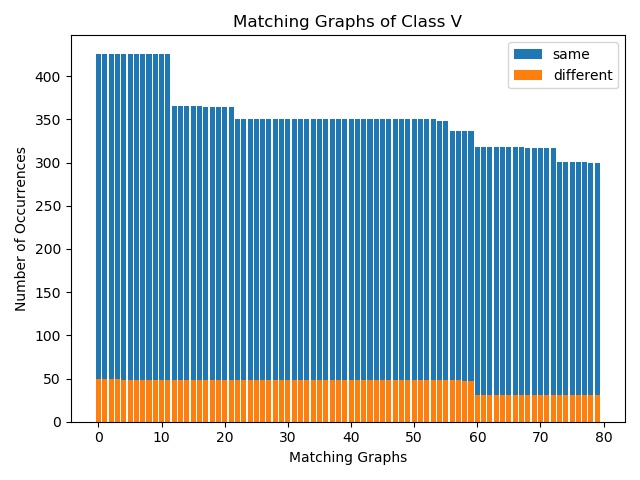 Matching Graphs of Class V
same
different
Number of Occurrences
400
350
300
250
200
150
100
50
0
0 10 20 30 40 50 60 70 80
Matching Graphs